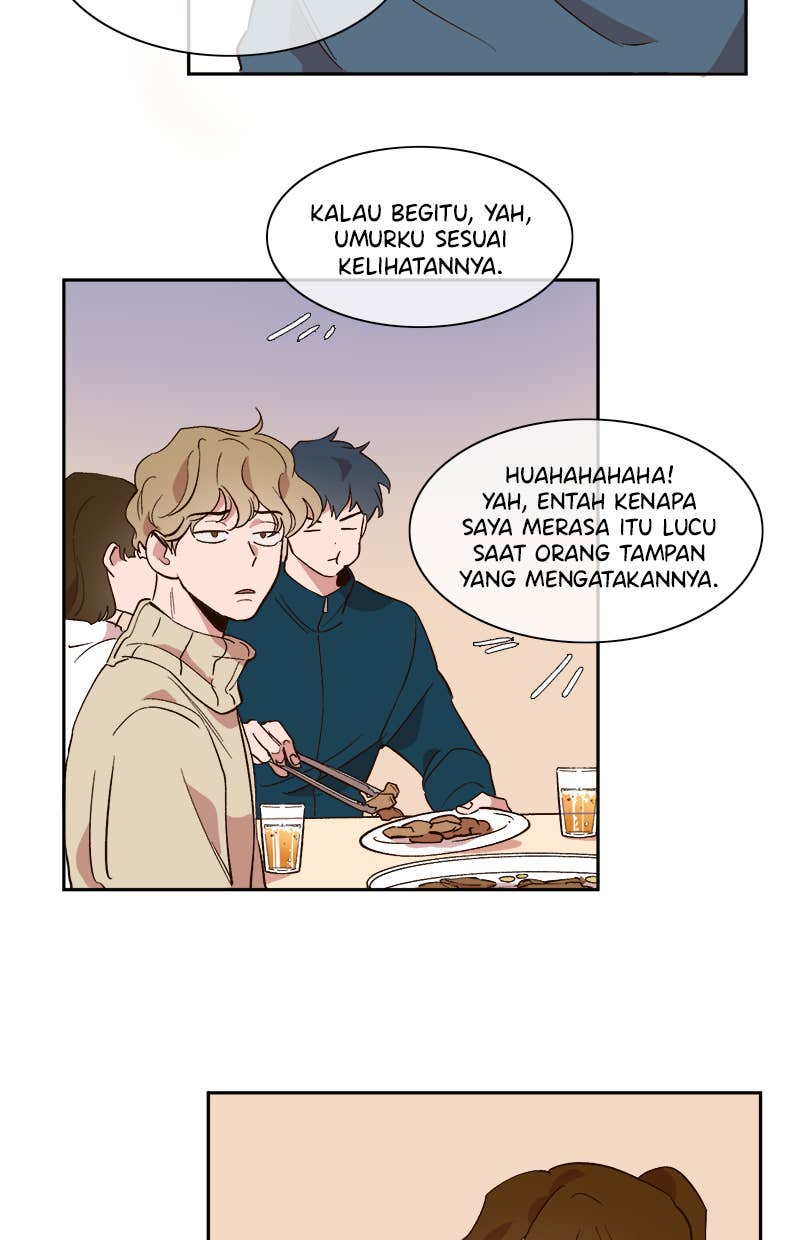 KALAU BEGITU, YAH,
UMURKU SESUAI
KELIHATANNYA.
HUAHAHAHAHA!
YAH, ENTAH KENAPA
SAYA MERASA ITU LUCU
SAAT ORANG TAMPAN
YANG MENGATAKANNYA.